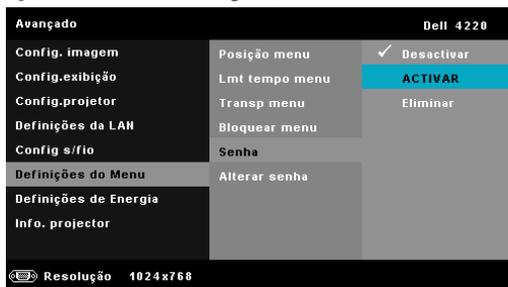 Avançado Dell 4220
Config. imagem
Config.exibição
Config.projetor
Definições da LAN
Config s/fio
Definições do Menu
Definições de Energia
Info. projector
Posição menu
Lmt tempo menu
Transp menu
Bloquear menu
Senha
Alterar senha
Desactivar
ACTIVAR
Eliminar
Resolução 1024x768